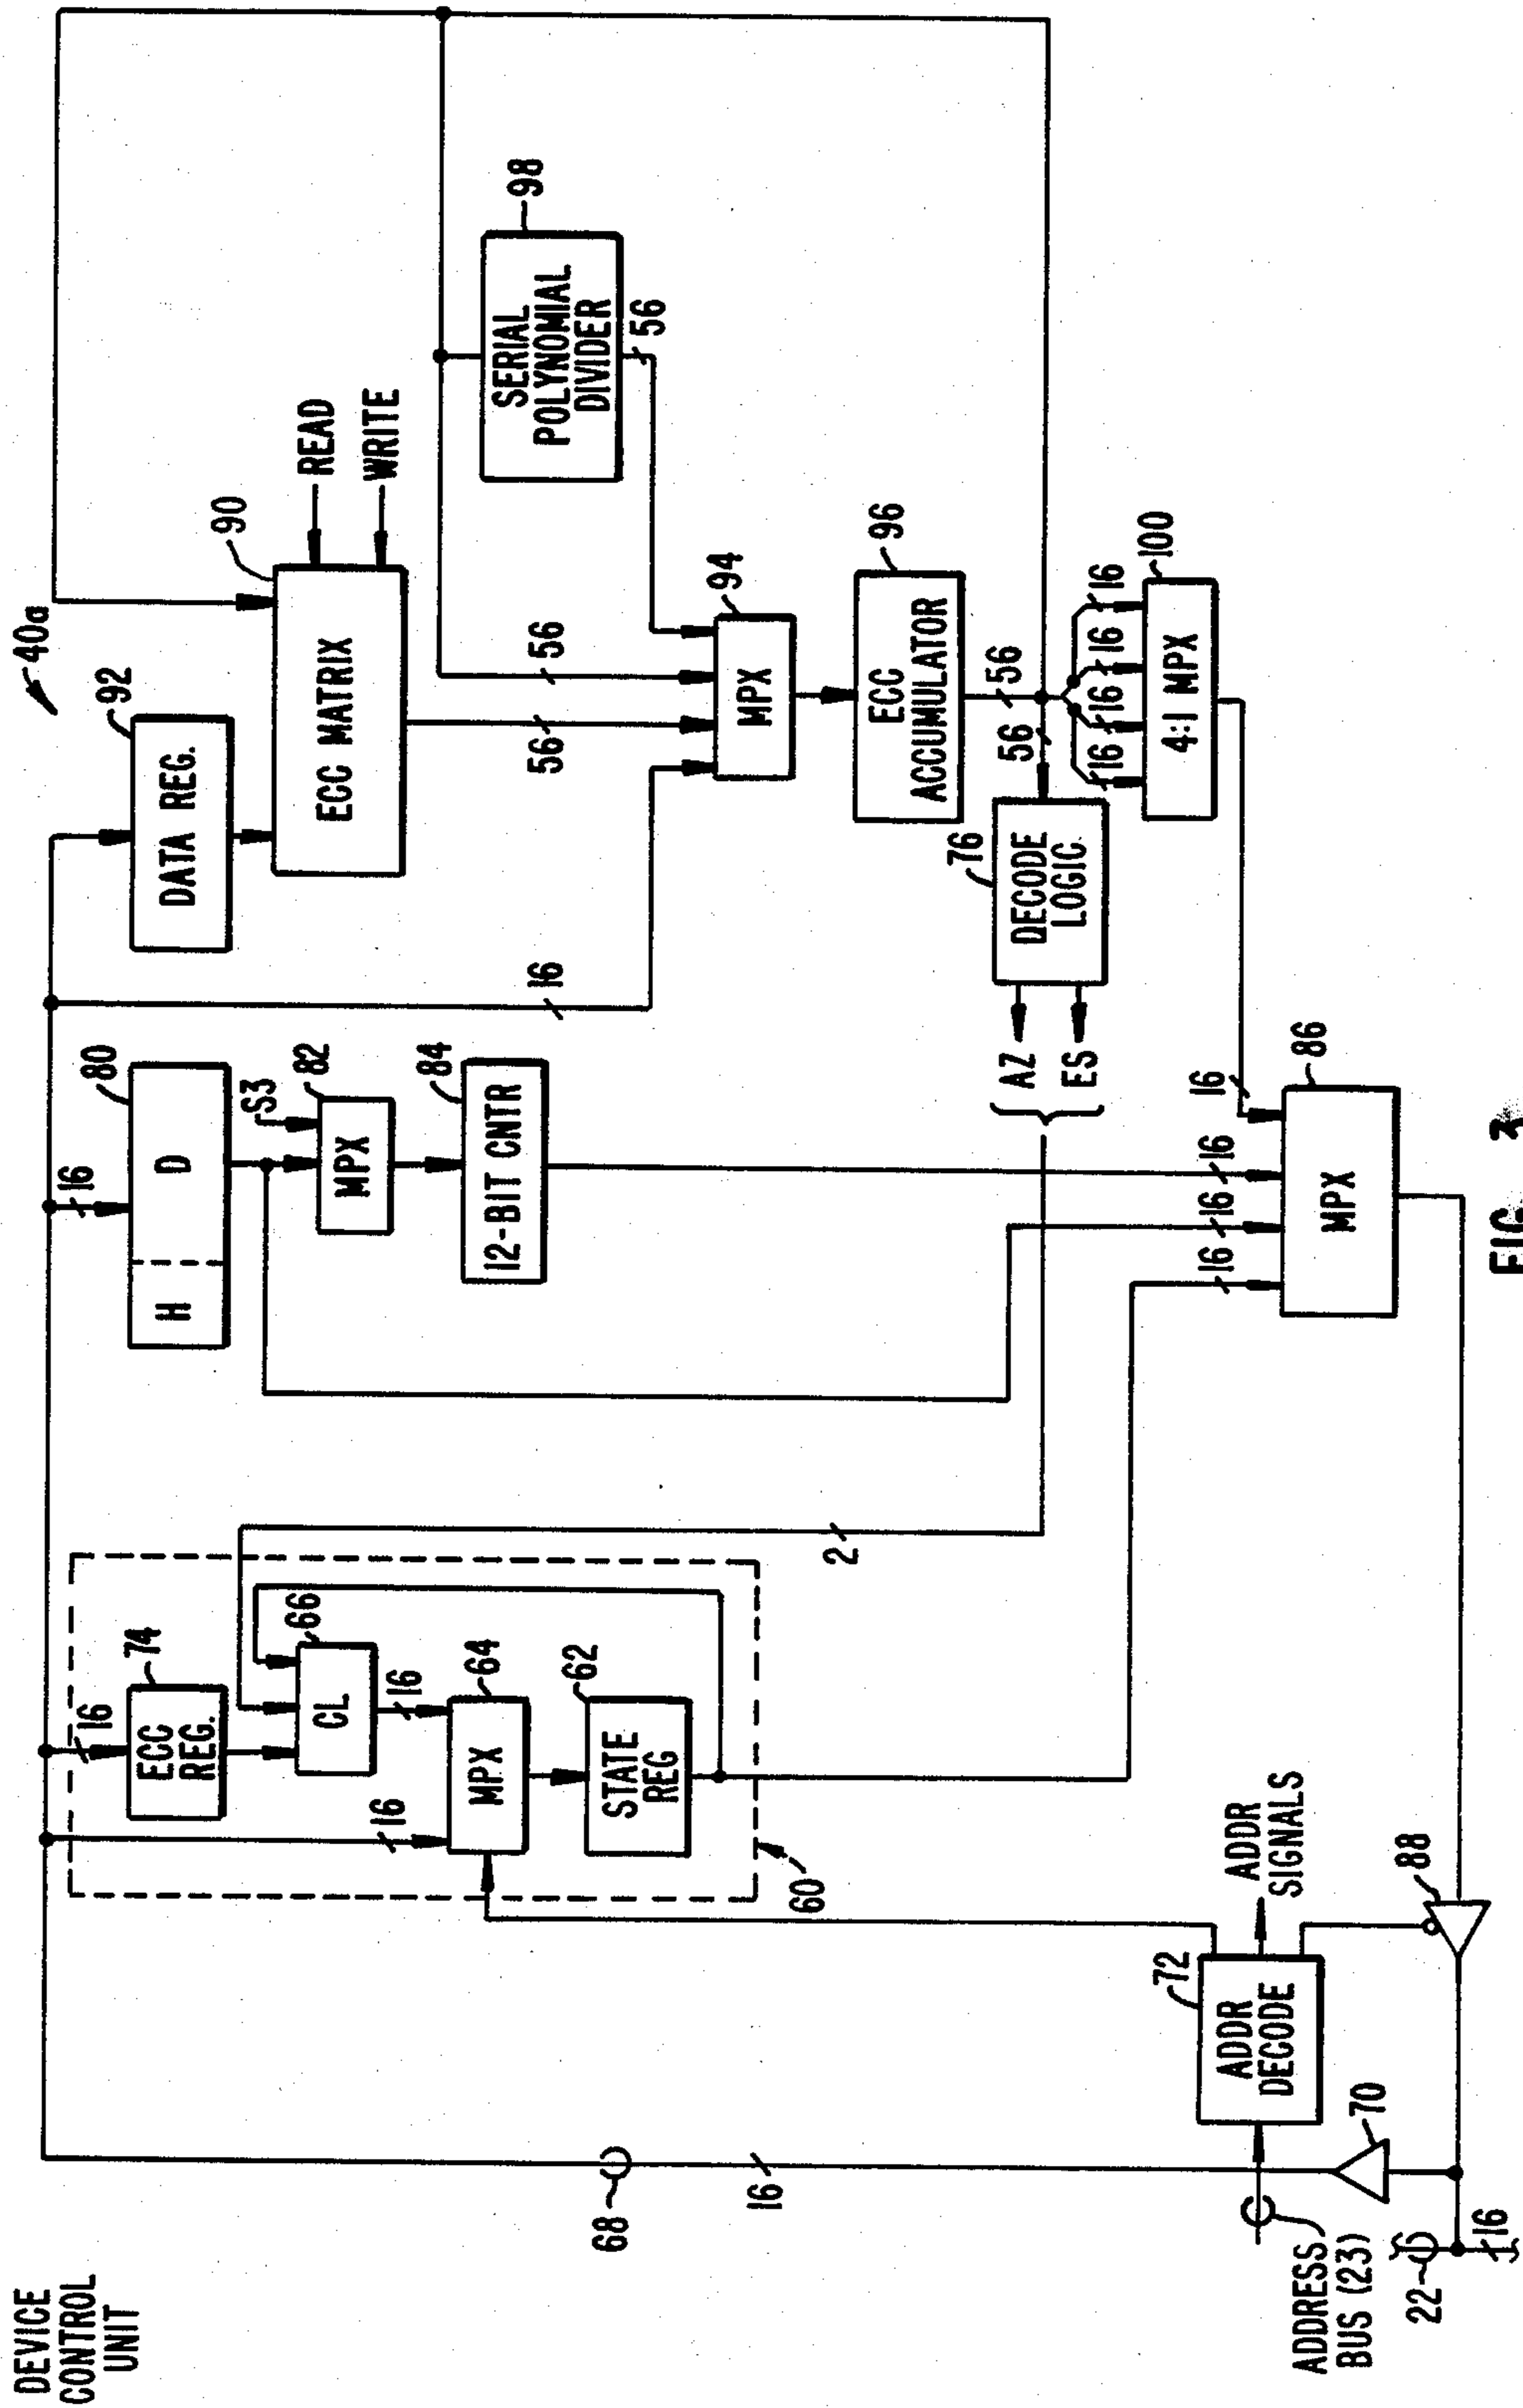 DEVICE
CONTROL
UNIT
40a
68
16
16
74
ECC
REG.
66
CL
16
16
64
MPX
62
STATE
REG
60
2
16
80
H
D
S3
82
MPX
84
12-BIT CNTR
92
DATA REG.
90
ECC MATRIX
READ
WRITE
98
SERIAL
POLYNOMIAL
DIVIDER
56
16
56
56
94
MPX
96
ECC
ACCUMULATOR
56
56
76
DECODE
LOGIC
AZ
ES
16
16
16
16
100
4:1 MPX
16
16
16
16
86
MPX
ADDRESS
BUS (23)
72
ADDR
DECODE
ADDR
SIGNALS
70
88
22
16
FIG